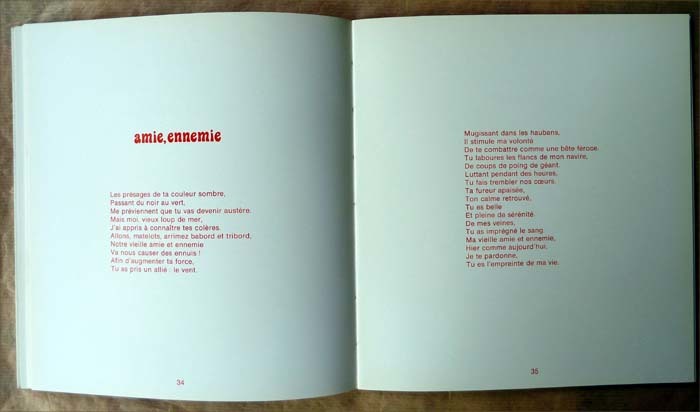 amie, ennemie
Les présages de ta couleur sombre,
Passant du noir au vert,
Me préviennent que tu vas devenir austère.
Mais moi, vieux loup de mer,
J'ai appris à connaître tes colères.
Allons, matelots, arrimez babord et tribord,
Notre vieille amie et ennemie
Va nous causer des ennuis !
Afin d'augmenter ta force,
Tu as pris un allié : le vent.
34
Mugissant dans les haubans,
Il stimule ma volonté
De te combattre comme une bête féroce.
Tu laboures les flancs de mon navire,
De coups de poing de géant.
Luttant pendant des heures,
Tu fais trembler nos cœurs.
Ta fureur apaisée,
Ton calme retrouvé,
Tu es belle
Et pleine de sérénité.
De mes veines,
Tu as imprégné le sang.
Ma vieille amie et ennemie,
Hier comme aujourd'hui,
Je te pardonne,
Tu es l'empreinte de ma vie.
35